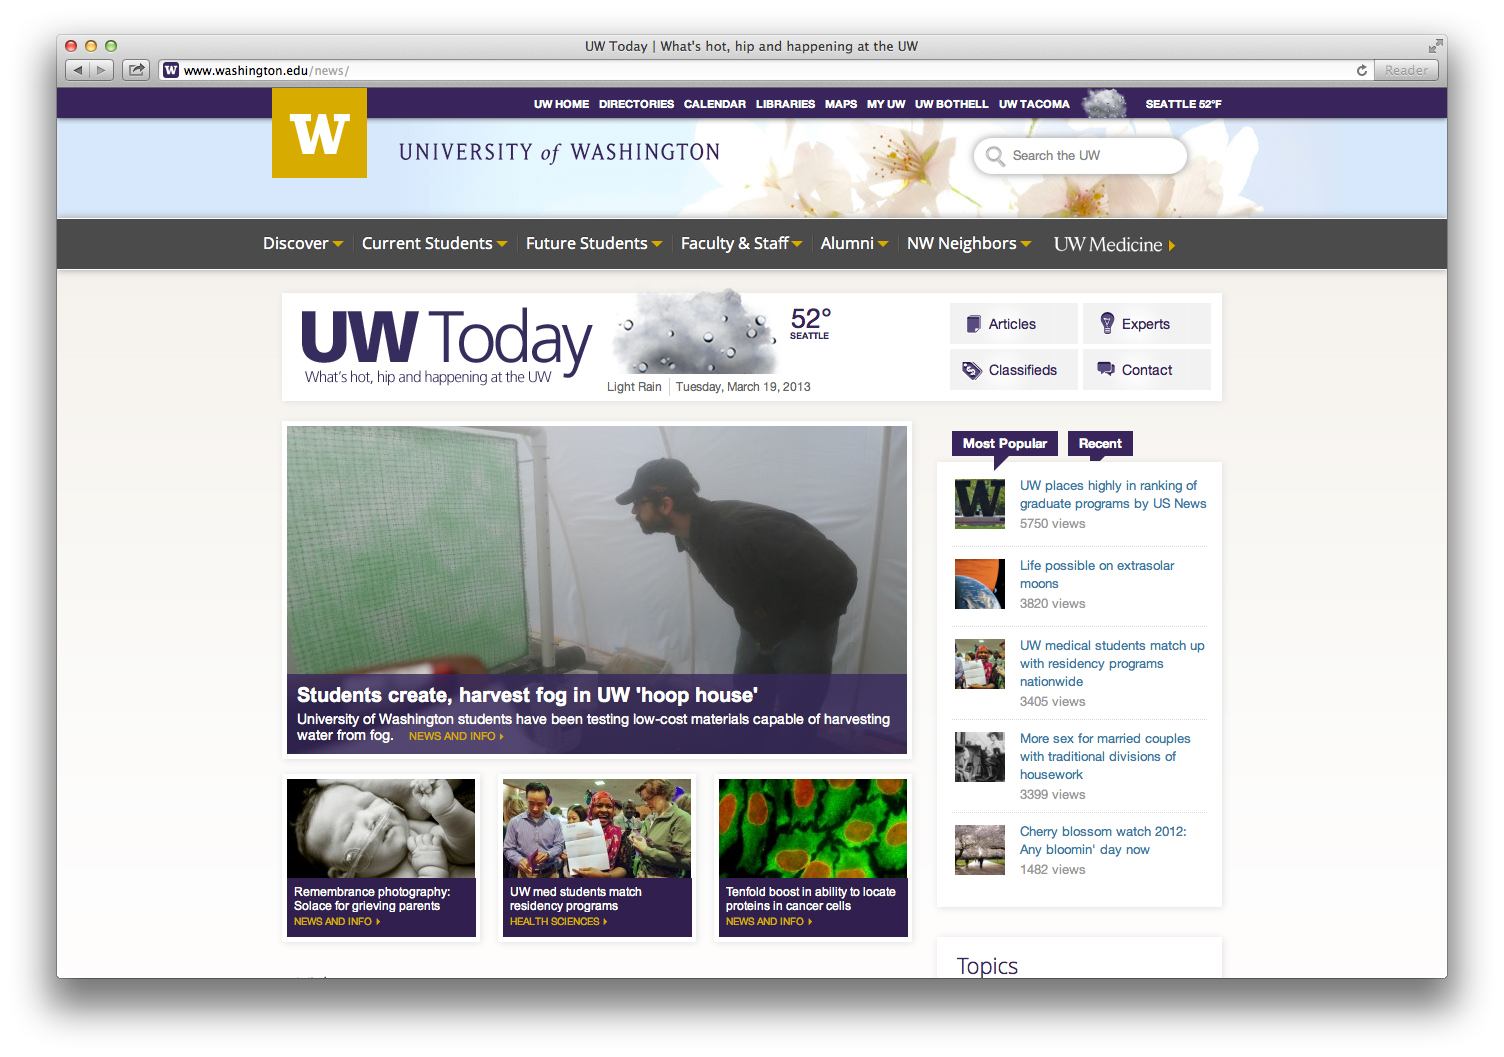 UW Today | What's hot, hip and happening at the UW
www.washington.edu/news/
Reader
UW HOME DIRECTORIES CALENDAR LIBRARIES MAPS MY UW UW BOTHELL UW TACOMA SEATTLE 52°F
W
UNIVERSITY of WASHINGTON
Search the UW
Discover Current Students Future Students Faculty & Staff Alumni NW Neighbors UW Medicine
UW Today
What's hot, hip and happening at the UW
52°
SEATTLE
Light Rain Tuesday, March 19, 2013
Articles
Experts
Classifieds
Contact
Students create, harvest fog in UW 'hoop house'
University of Washington students have been testing low-cost materials capable of harvesting
water from fog. NEWS AND INFO
Remembrance photography:
Solace for grieving parents
NEWS AND INFO
UW med students match
residency programs
HEALTH SCIENCES
Tenfold boost in ability to locate
proteins in cancer cells
NEWS AND INFO
Most Popular Recent
UW places highly in ranking of
graduate programs by US News
5750 views
Life possible on extrasolar
moons
3820 views
UW medical students match up
with residency programs
nationwide
3405 views
More sex for married couples
with traditional divisions of
housework
3399 views
Cherry blossom watch 2012:
Any bloomin' day now
1482 views
Topics